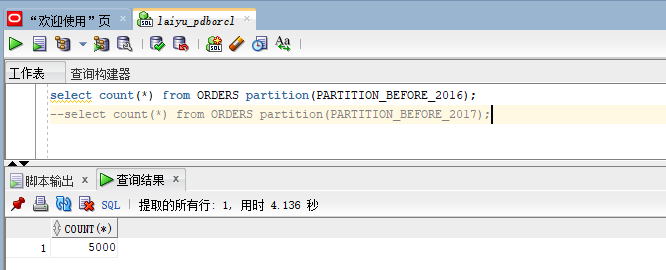 “欢迎使用”页 x laiyu_pdborcl x
工作表 查询构建器
select count(*) from ORDERS partition(PARTITION_BEFORE_2016);
--select count(*) from ORDERS partition(PARTITION_BEFORE_2017);
脚本输出 x 查询结果 x
SQL | 提取的所有行: 1, 用时 4.136 秒
COUNT(*)
1 5000